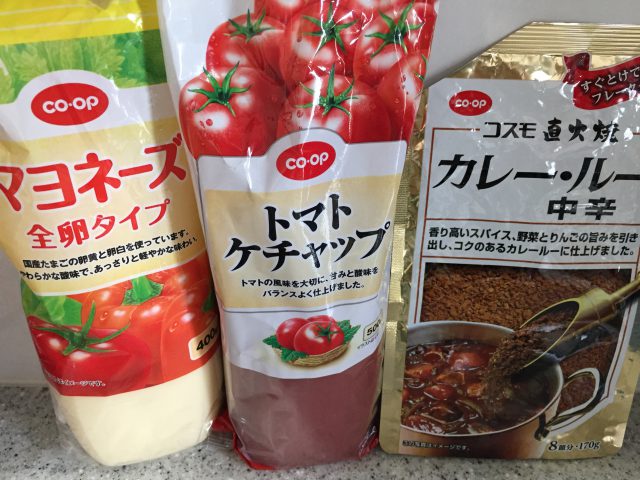 co·op
マヨネーズ
全卵タイプ
国産たまごの卵黄と卵白を使っています。
やわらかな酸味で、あっさりと軽やかな味わい。
400
co·op
トマト
ケチャップ
トマトの風味を大切に、甘みと酸味を
バランスよく仕上げました。
500
co·op
すぐとけて
フレーク
コスモ 直火焼
カレー・ルー
中辛
香り高いスパイス、野菜とりんごの旨みを引き
出し、コクのあるカレールーに仕上げました。
8皿分・170g